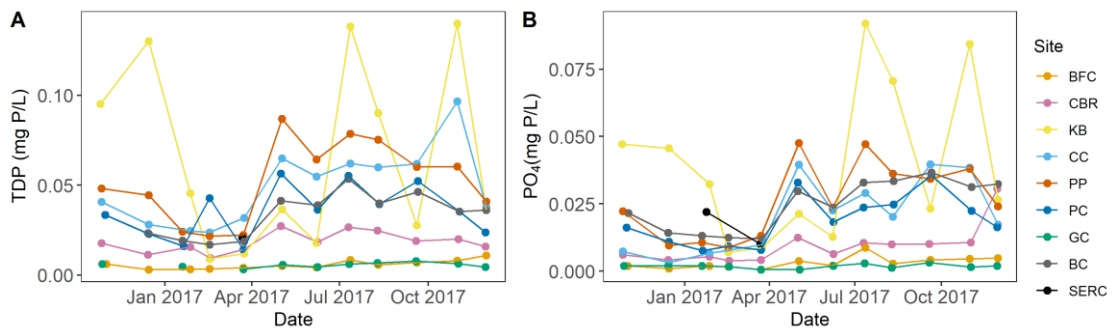 A
TDP (mg P/L)
0.10
0.05
0.00
Jan 2017 Apr 2017 Jul 2017 Oct 2017
Date
B
PO4(mg P/L)
0.075
0.050
0.025
0.000
Jan 2017 Apr 2017 Jul 2017 Oct 2017
Date
Site
BFC
CBR
KB
CC
PP
PC
GC
BC
SERC